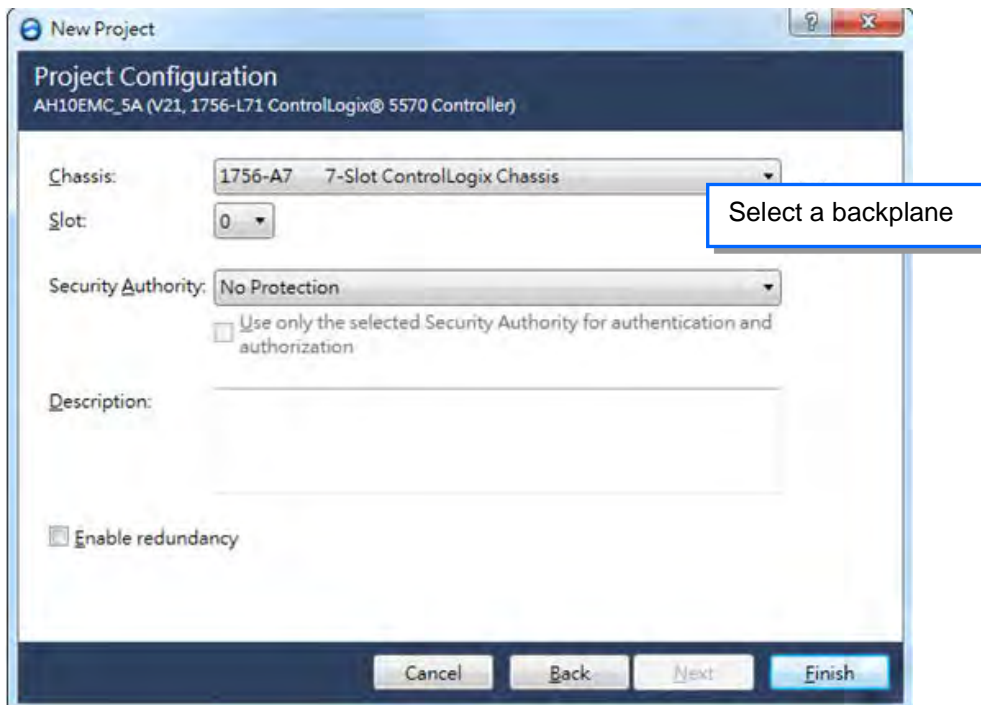 New Project
Project Configuration
AH10EMC_5A (V21, 1756-L71 ControlLogix® 5570 Controller)
Chassis: 1756-A7 7-Slot ControlLogix Chassis
Select a backplane
Slot: 0
Security Authority: No Protection
Use only the selected Security Authority for authentication and
authorization
Description:
Enable redundancy
Cancel Back Next Finish